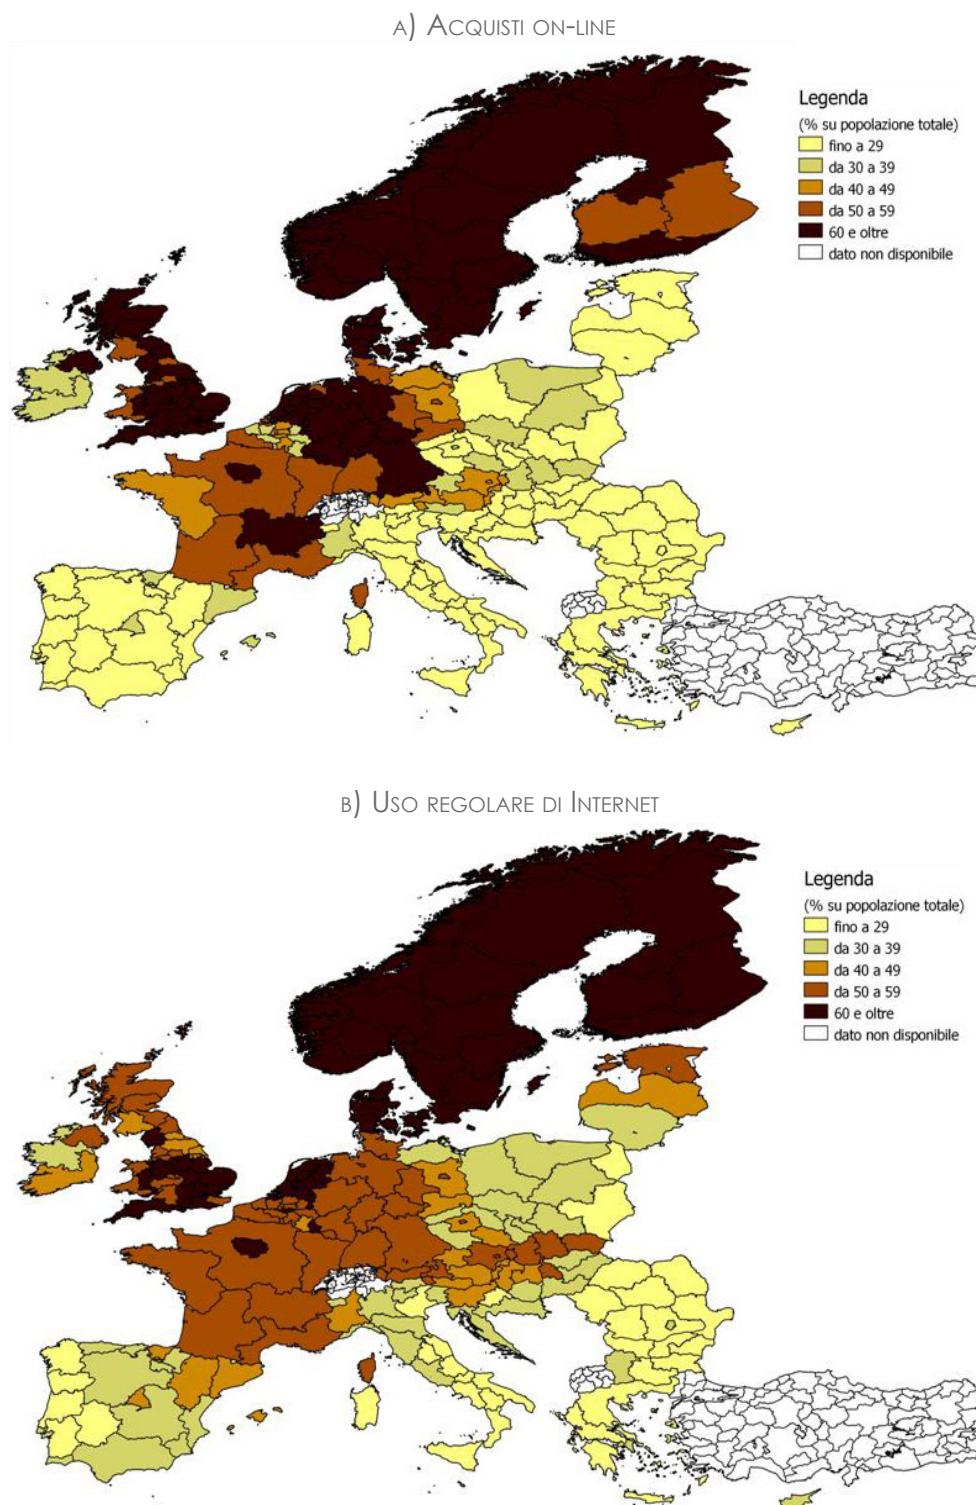 A) Acquisti on-line
Legenda
(% su popolazione totale)
fino a 29
da 30 a 39
da 40 a 49
da 50 a 59
60 e oltre
dato non disponibile
B) Uso regolare di Internet
Legenda
(% su popolazione totale)
fino a 29
da 30 a 39
da 40 a 49
da 50 a 59
60 e oltre
dato non disponibile